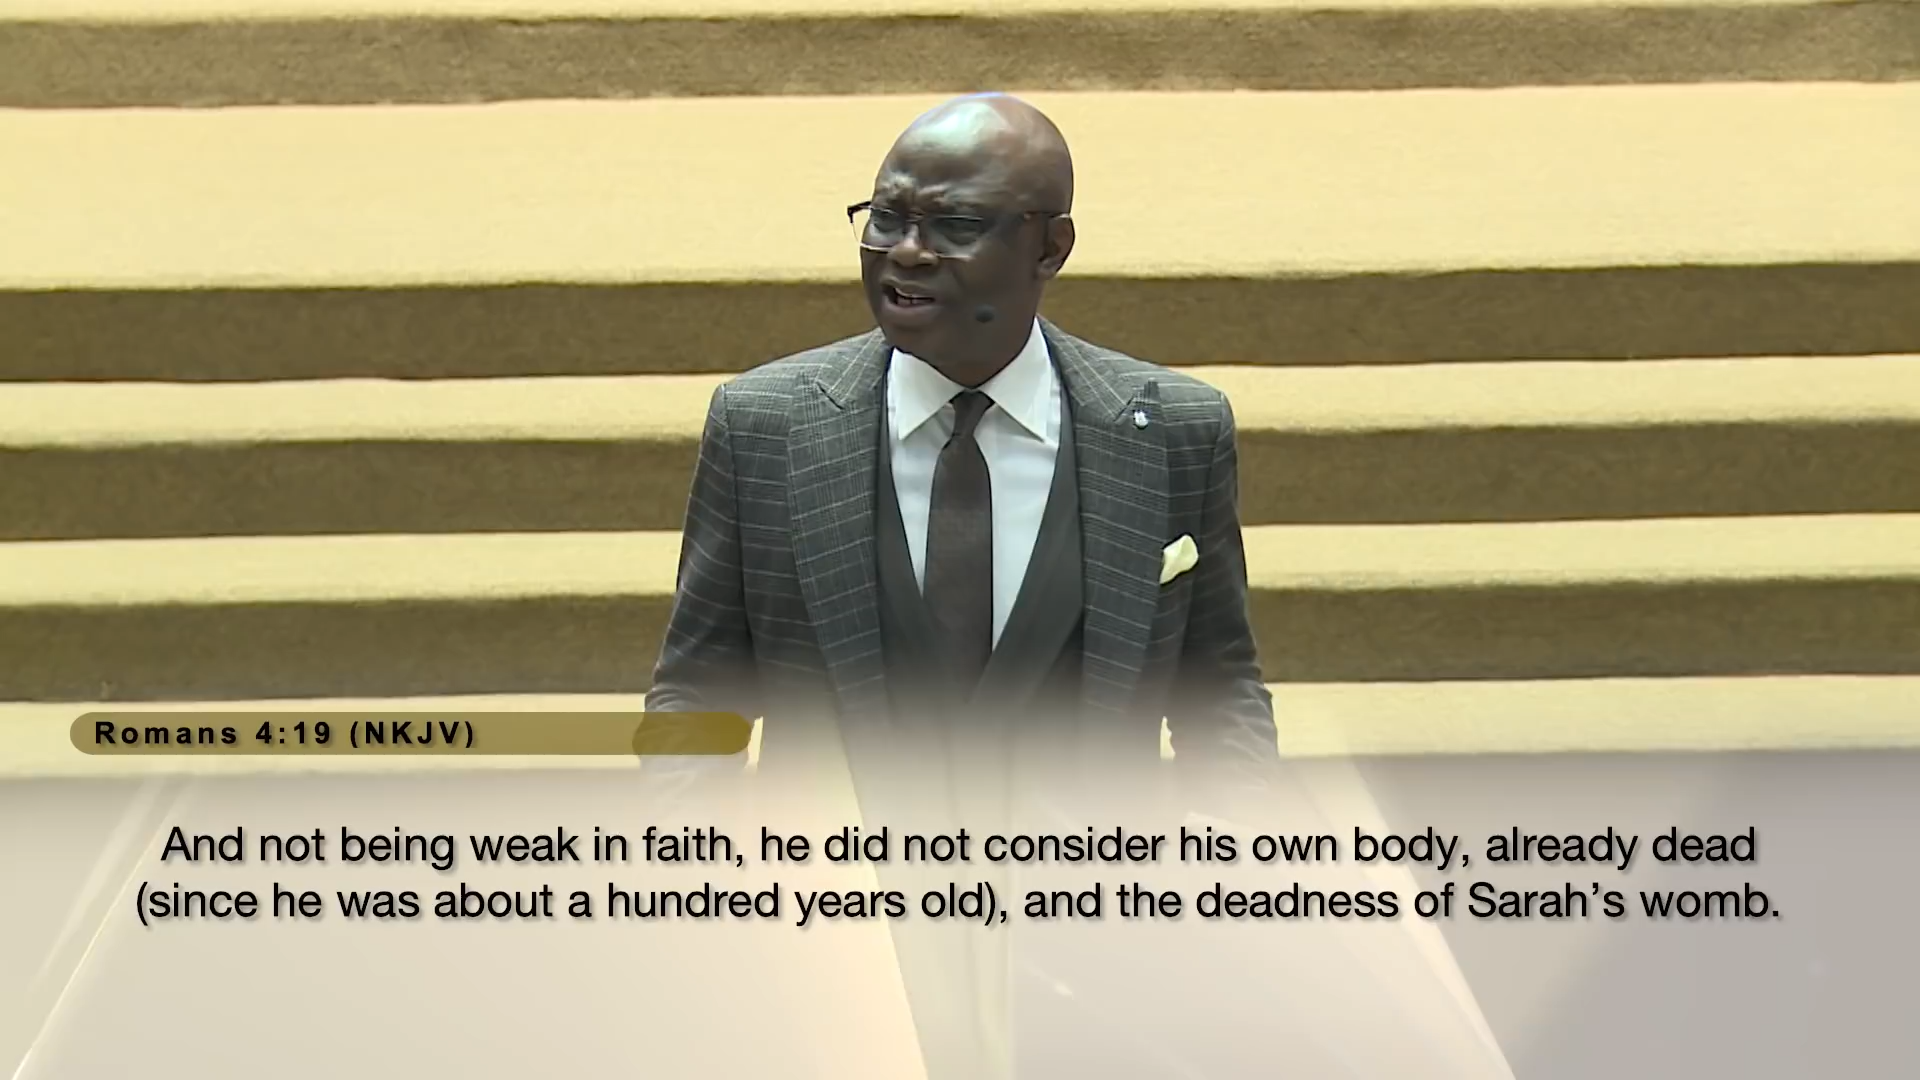 Romans 4:19 (NKJV)
And not being weak in faith, he did not consider his own body, already dead
(since he was about a hundred years old), and the deadness of Sarah’s womb.